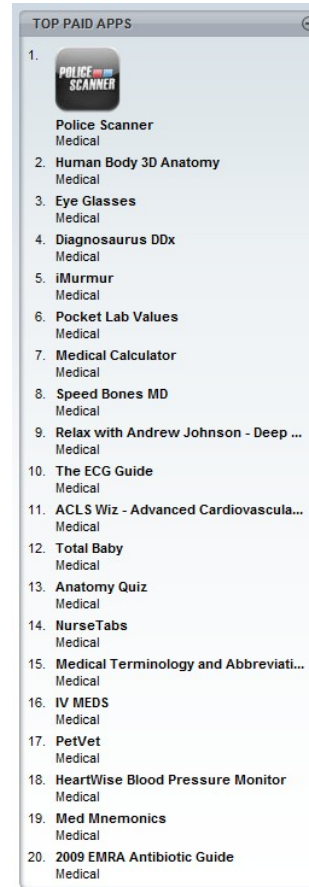 TOP PAID APPS
1.
POLICE
SCANNER
Police Scanner
Medical
2. Human Body 3D Anatomy
Medical
3. Eye Glasses
Medical
4. Diagnosaurus DDx
Medical
5. iMurmur
Medical
6. Pocket Lab Values
Medical
7. Medical Calculator
Medical
8. Speed Bones MD
Medical
9. Relax with Andrew Johnson - Deep ...
Medical
10. The ECG Guide
Medical
11. ACLS Wiz - Advanced Cardiovascula...
Medical
12. Total Baby
Medical
13. Anatomy Quiz
Medical
14. NurseTabs
Medical
15. Medical Terminology and Abbreviati...
Medical
16. IV MEDS
Medical
17. PetVet
Medical
18. HeartWise Blood Pressure Monitor
Medical
19. Med Mnemonics
Medical
20. 2009 EMRA Antibiotic Guide
Medical